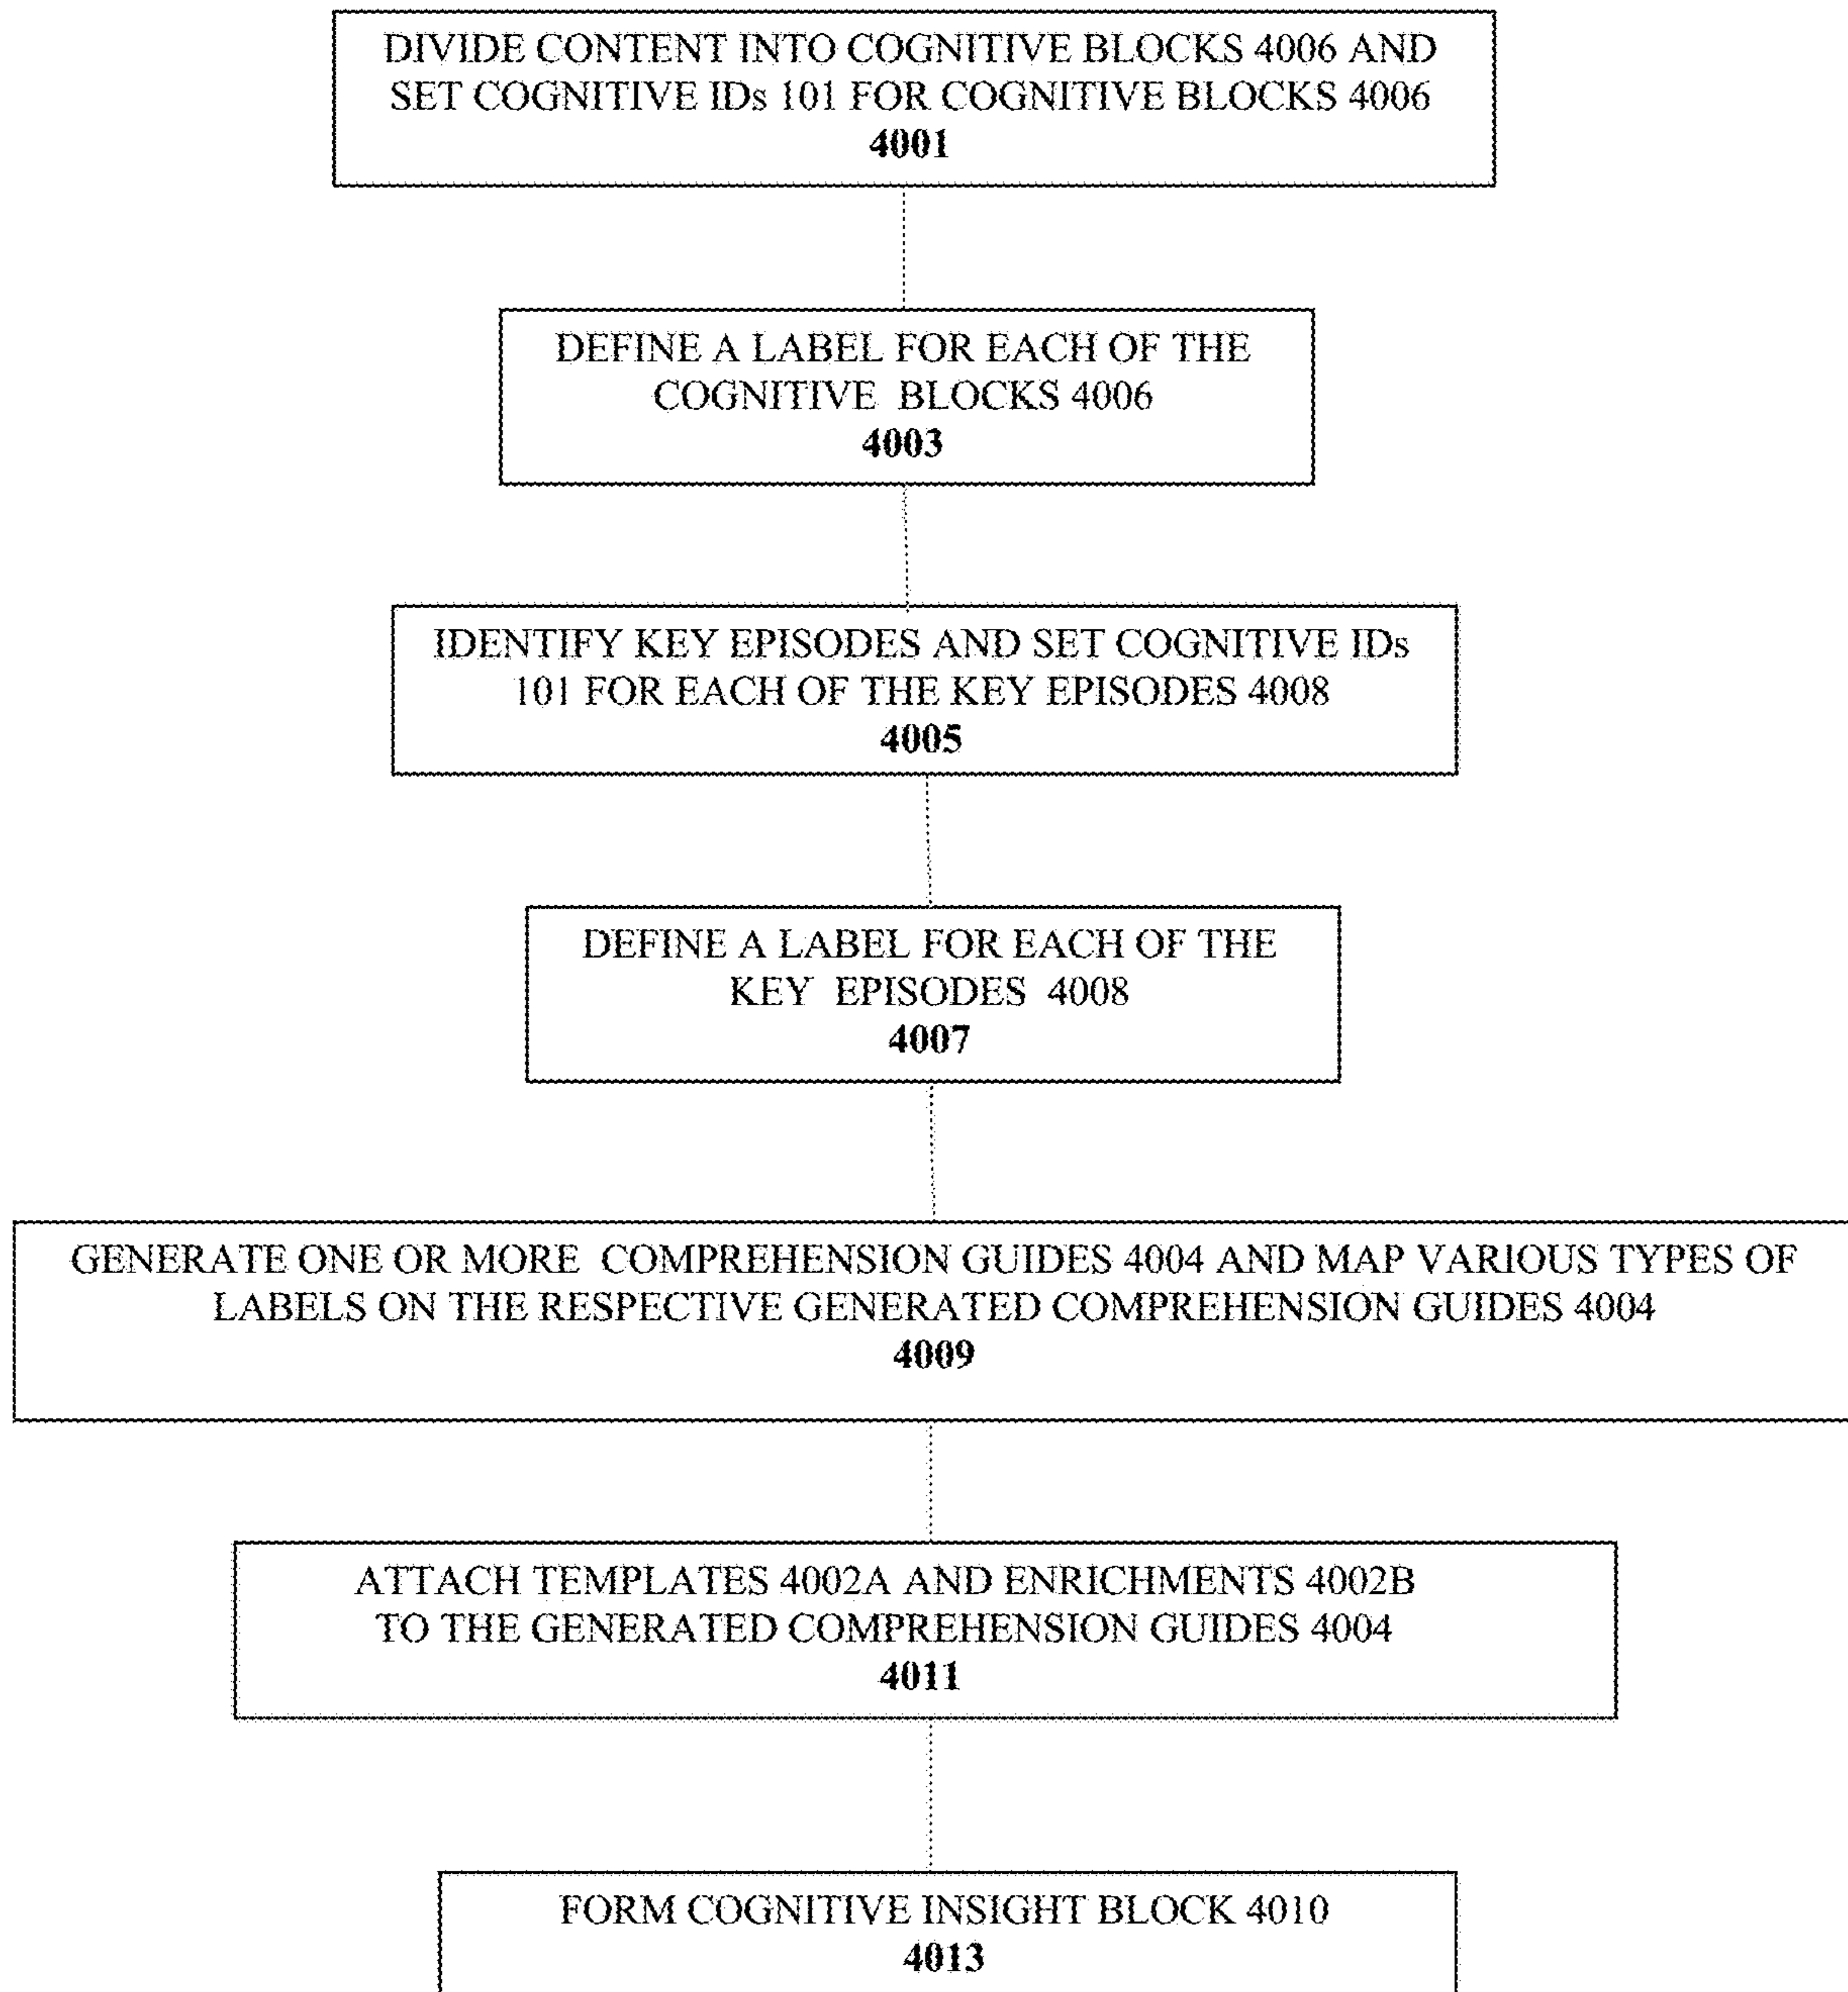 DIVIDE CONTENT INTO COGNITIVE BLOCKS 4006 AND
SET COGNITIVE IDs 101 FOR COGNITIVE BLOCKS 4006
4001
DEFINE A LABEL FOR EACH OF THE
COGNITIVE BLOCKS 4006
4003
IDENTIFY KEY EPISODES AND SET COGNITIVE IDs
101 FOR EACH OF THE KEY EPISODES 4008
4005
DEFINE A LABEL FOR EACH OF THE
KEY EPISODES 4008
4007
GENERATE ONE OR MORE COMPREHENSION GUIDES 4004 AND MAP VARIOUS TYPES OF
LABELS ON THE RESPECTIVE GENERATED COMPREHENSION GUIDES 4004
4009
ATTACH TEMPLATES 4002A AND ENRICHMENTS 4002B
TO THE GENERATED COMPREHENSION GUIDES 4004
4011
FORM COGNITIVE INSIGHT BLOCK 4010
4013